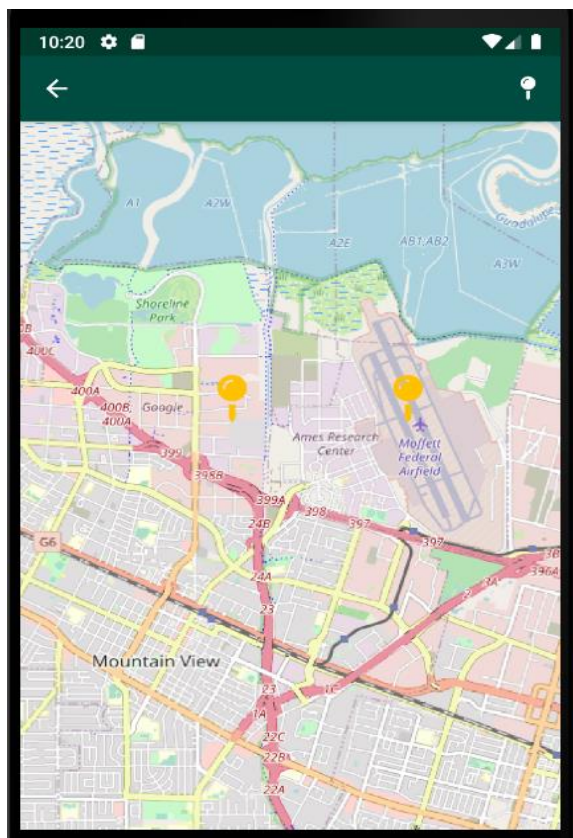 10:20
A1
A2W
A2E
AB1;AB2
A3W
Guadalupe
Shoreline
Park
400C
400A
400B,
400A
Google
399
398B
399A
398
397
397
Ames Research
Center
Moffett
Federal
Airfield
24B
24A
23
G6
3B
396A
3A
2
Mountain View
23
1C
1A
22C
22B
22A